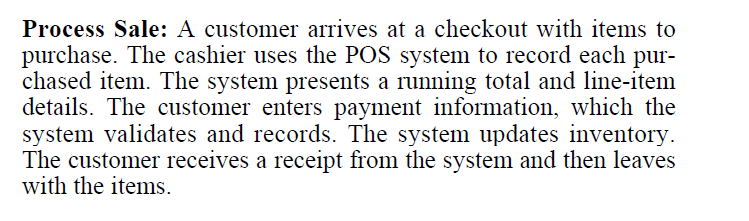 Process Sale: A customer arrives at a checkout with items to
purchase. The cashier uses the POS system to record each pur-
chased item. The system presents a running total and line-item
details. The customer enters payment information, which the
system validates and records. The system updates inventory.
The customer receives a receipt from the system and then leaves
with the items.